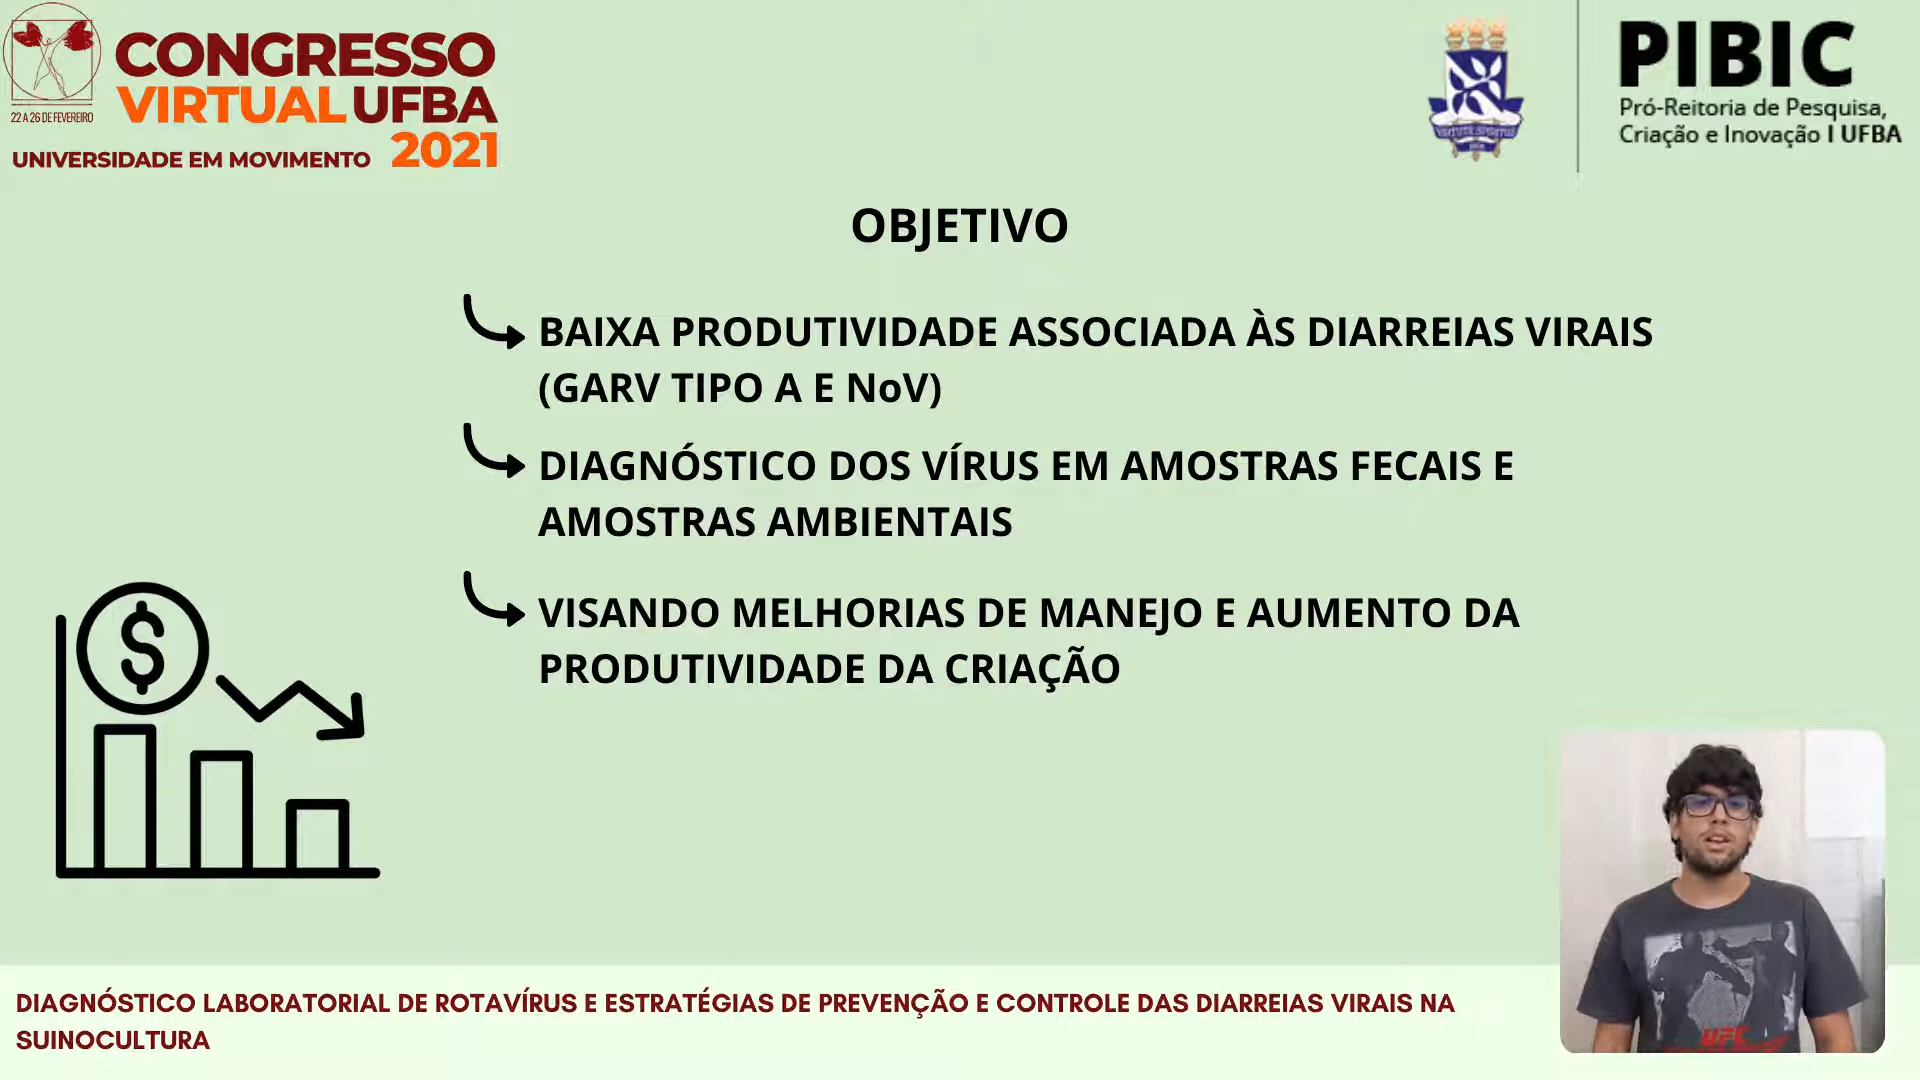 CONGRESSO
VIRTUAL UFBA
22 A 26 DE FEVEREIRO
2021
UNIVERSIDADE EM MOVIMENTO
PIBIC
Pró-Reitoria de Pesquisa,
Criação e Inovação I UFBA
OBJETIVO
BAIXA PRODUTIVIDADE ASSOCIADA ÀS DIARREIAS VIRAIS
(GARV TIPO A E NoV)
DIAGNÓSTICO DOS VÍRUS EM AMOSTRAS FECAIS E
AMOSTRAS AMBIENTAIS
VISANDO MELHORIAS DE MANEJO E AUMENTO DA
PRODUTIVIDADE DA CRIAÇÃO
$
UFC
DIAGNÓSTICO LABORATORIAL DE ROTAVÍRUS E ESTRATÉGIAS DE PREVENÇÃO E CONTROLE DAS DIARREIAS VIRAIS NA
SUINOCULTURA